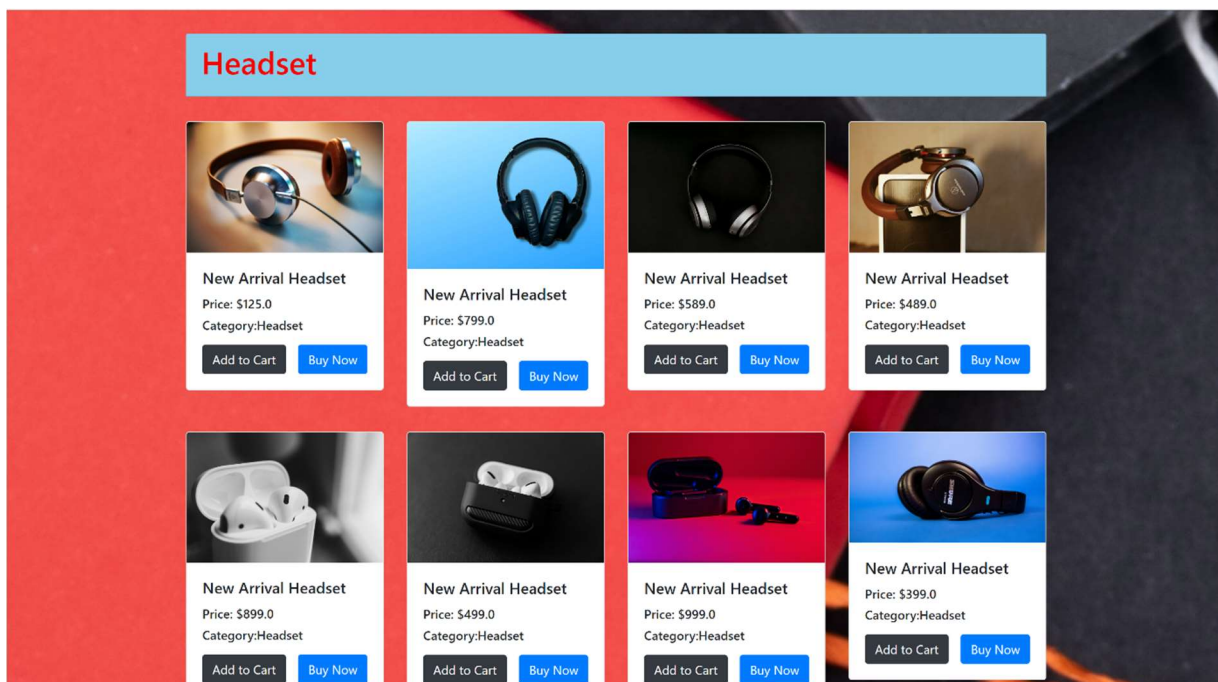 Headset
New Arrival Headset
Price: $125.0
Category:Headset
Add to Cart Buy Now
New Arrival Headset
Price: $799.0
Category:Headset
Add to Cart Buy Now
New Arrival Headset
Price: $589.0
Category:Headset
Add to Cart Buy Now
New Arrival Headset
Price: $489.0
Category:Headset
Add to Cart Buy Now
New Arrival Headset
Price: $899.0
Category:Headset
Add to Cart Buy Now
New Arrival Headset
Price: $499.0
Category:Headset
Add to Cart Buy Now
New Arrival Headset
Price: $999.0
Category:Headset
Add to Cart Buy Now
New Arrival Headset
Price: $399.0
Category:Headset
Add to Cart Buy Now